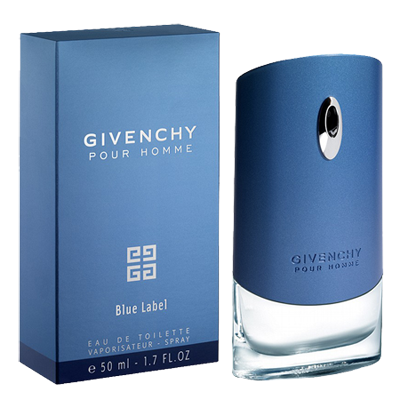 GIVENCHY
POUR HOMME
Blue Label
EAU DE TOILETTE
VAPORISATEUR - SPRAY
e 50 ml - 1.7 FL.OZ
GIVENCHY
POUR HOMME